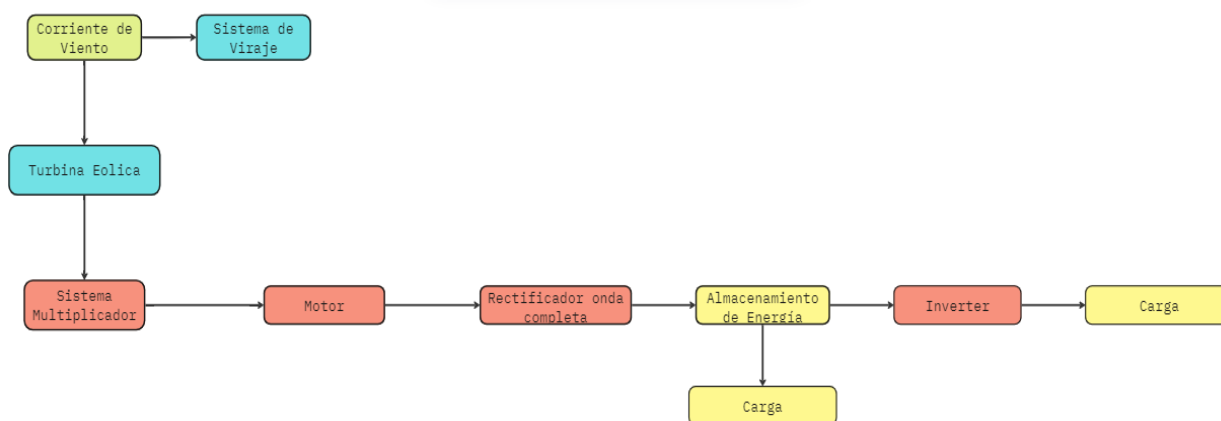 Corriente de
Viento
Sistema de
Viraje
Turbina Eolica
Sistema
Multiplicador
Motor
Rectificador onda
completa
Almacenamiento
de Energía
Inverter
Carga
Carga